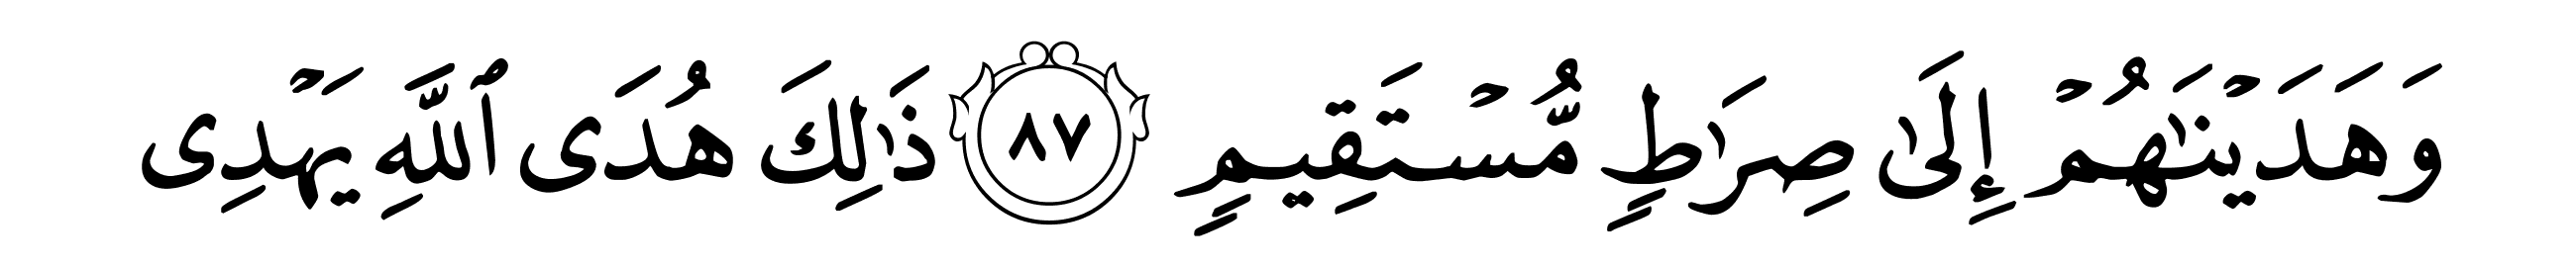 وَهَدَيْنَـٰهُمْ إِلَىٰ صِرَٰطٍ مُّسْتَقِيمٍ ٨٧ ذَٰلِكَ هُدَى ٱللَّهِ يَهْدِى